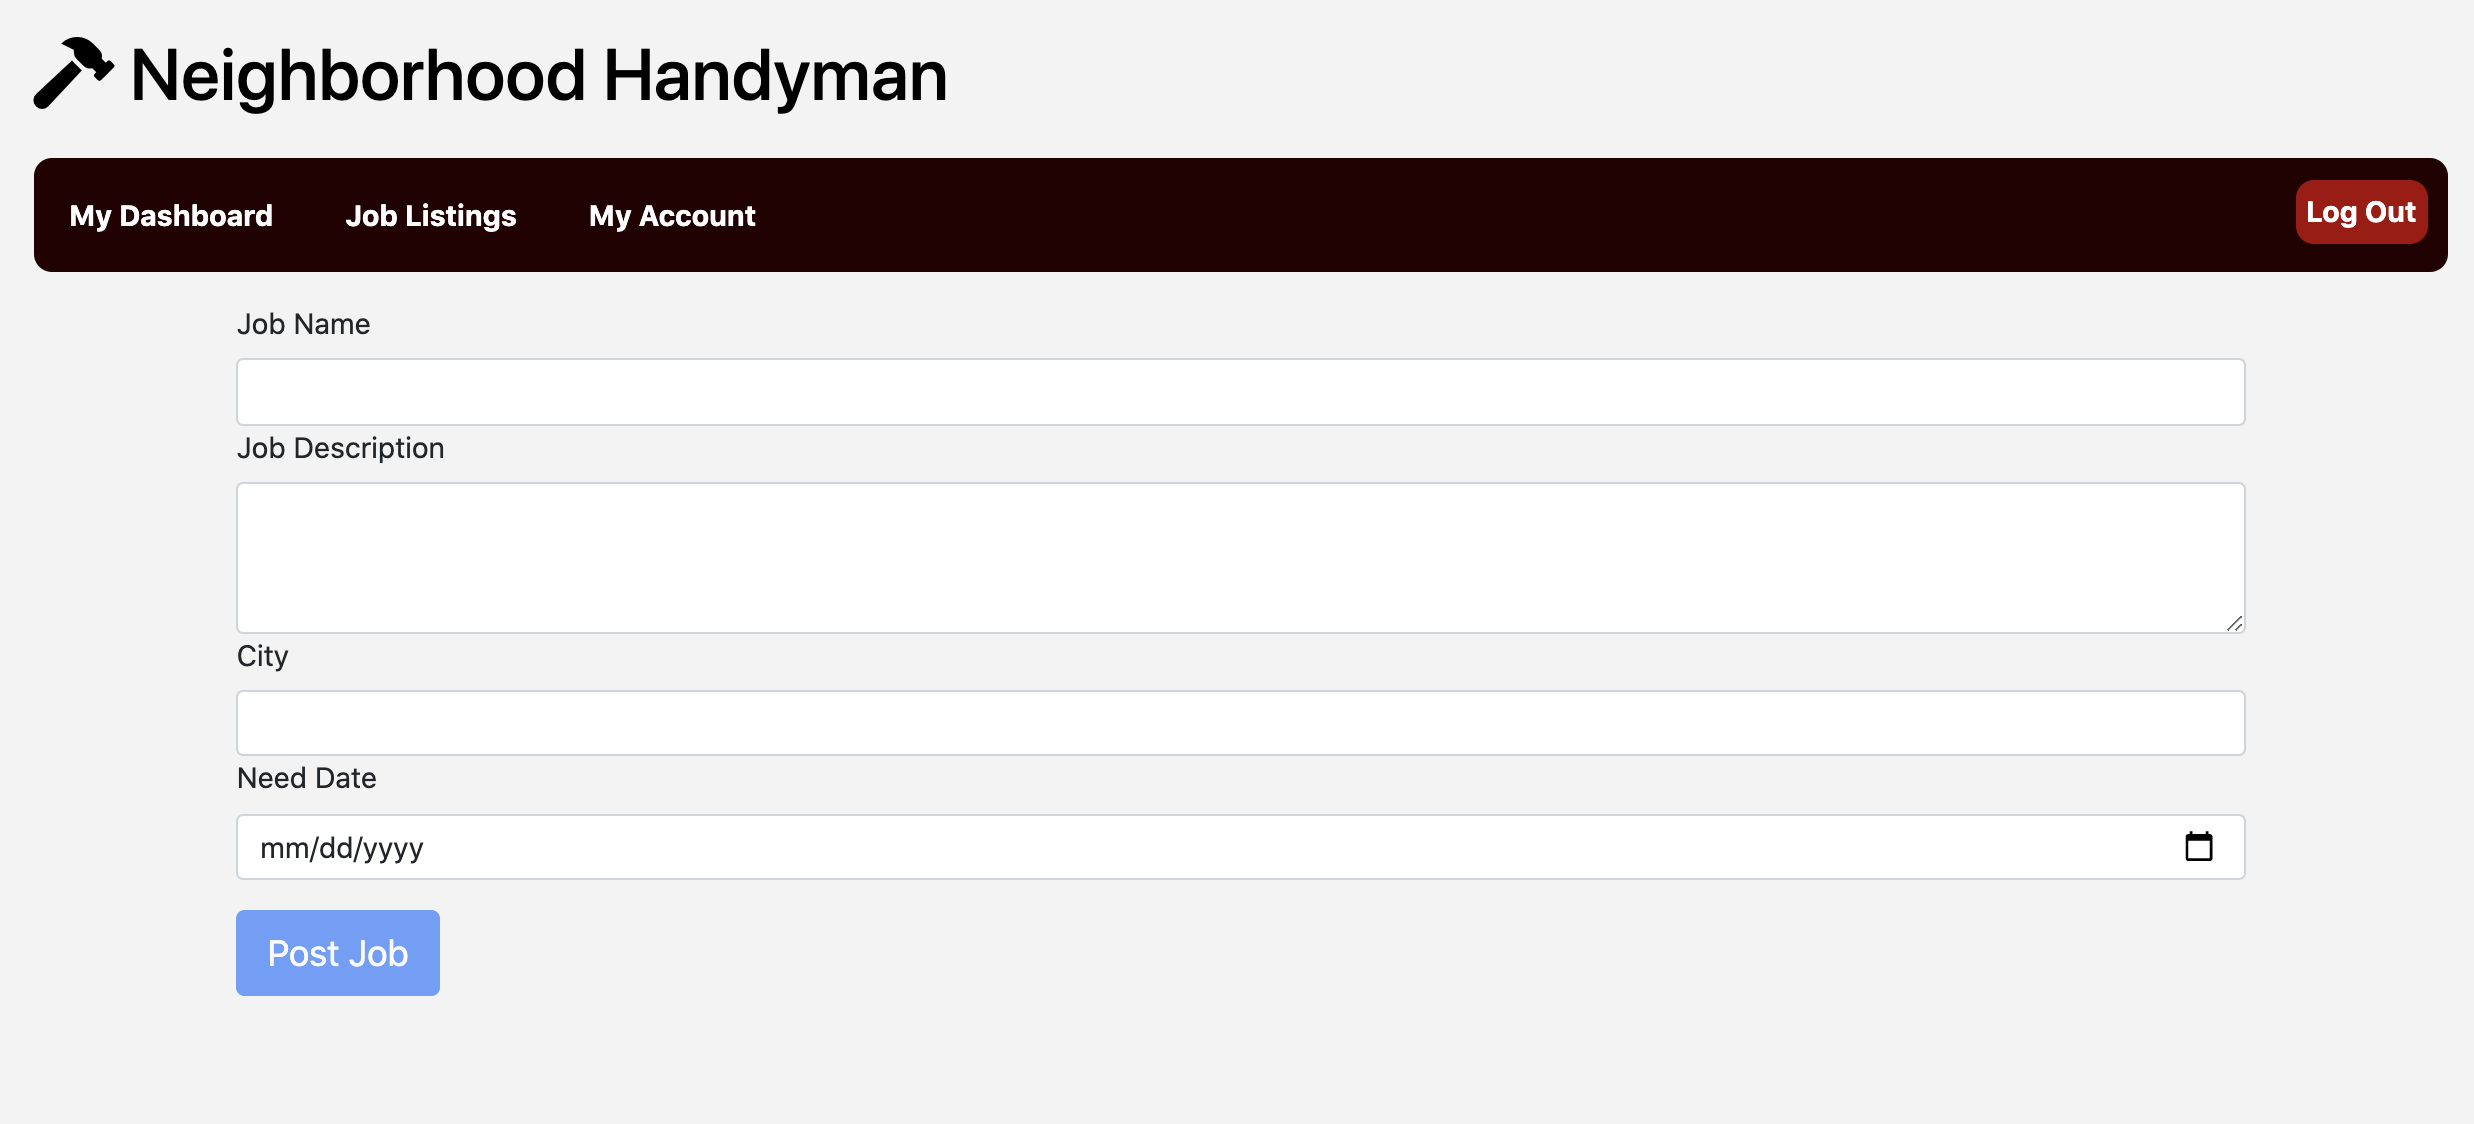 Neighborhood Handyman
My Dashboard Job Listings My Account Log Out
Job Name
Job Description
City
Need Date
mm/dd/yyyy
Post Job